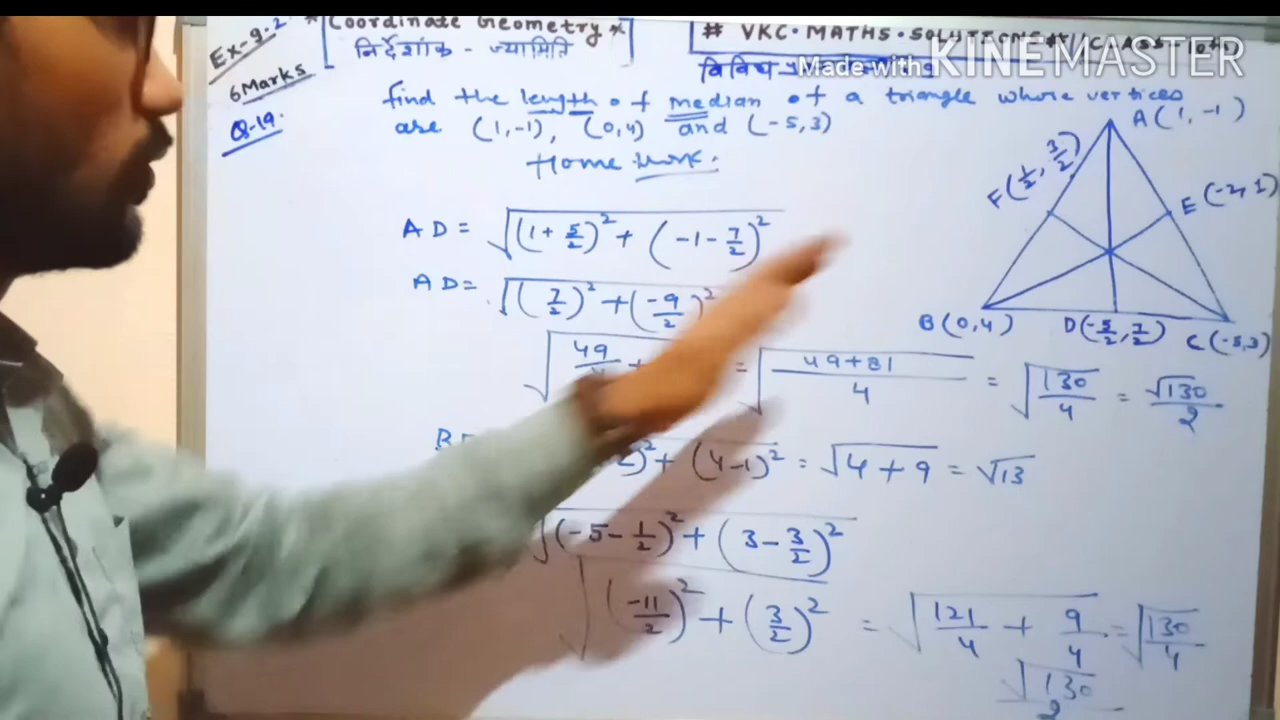 Ex-9.2
*[Coordinate Geometry*]
निर्देशांक - ज्यामिति
# VKC.MATHS.SOLUTIONS
Made with KINEMASTER
6 Marks
Q.19.
find the length of median of a triangle whose vertices
are (1,-1), (0,4) and (-5,3)
Home work.
A(1,-1)
F(1/2, 3/2)
E(-2, 1)
B(0,4) D(-5/2, 7/2) C(-5,3)
AD = √(1+5/2)² + (-1-7/2)²
AD = √(7/2)² + (-9/2)²
√49/4 + = √49+81/4 = √130/4 = √130/2
)² + (4-1)² = √4+9 = √13
√(-5-1/2)² + (3-3/2)²
√(-11/2)² + (3/2)² = √121/4 + 9/4 = √130/4
√130/2